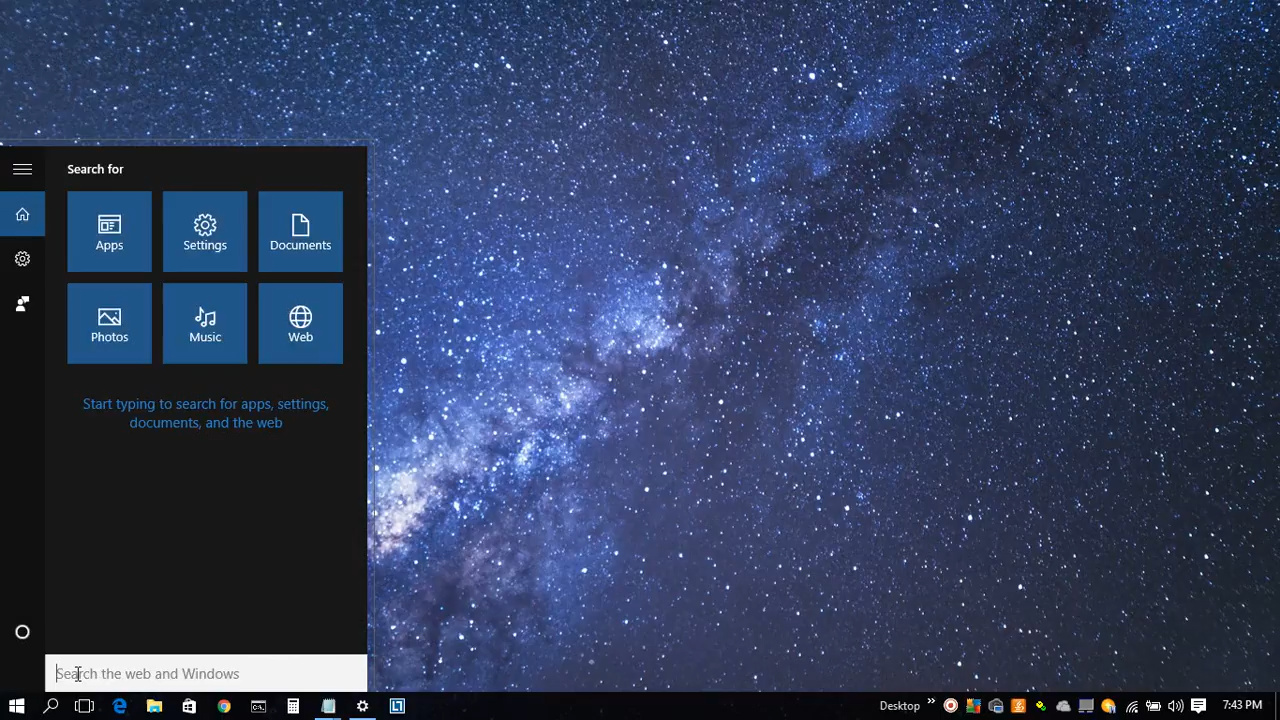 Search for
Apps
Settings
Documents
Photos
Music
Web
Start typing to search for apps, settings,
documents, and the web
Search the web and Windows
Desktop
7:43 PM